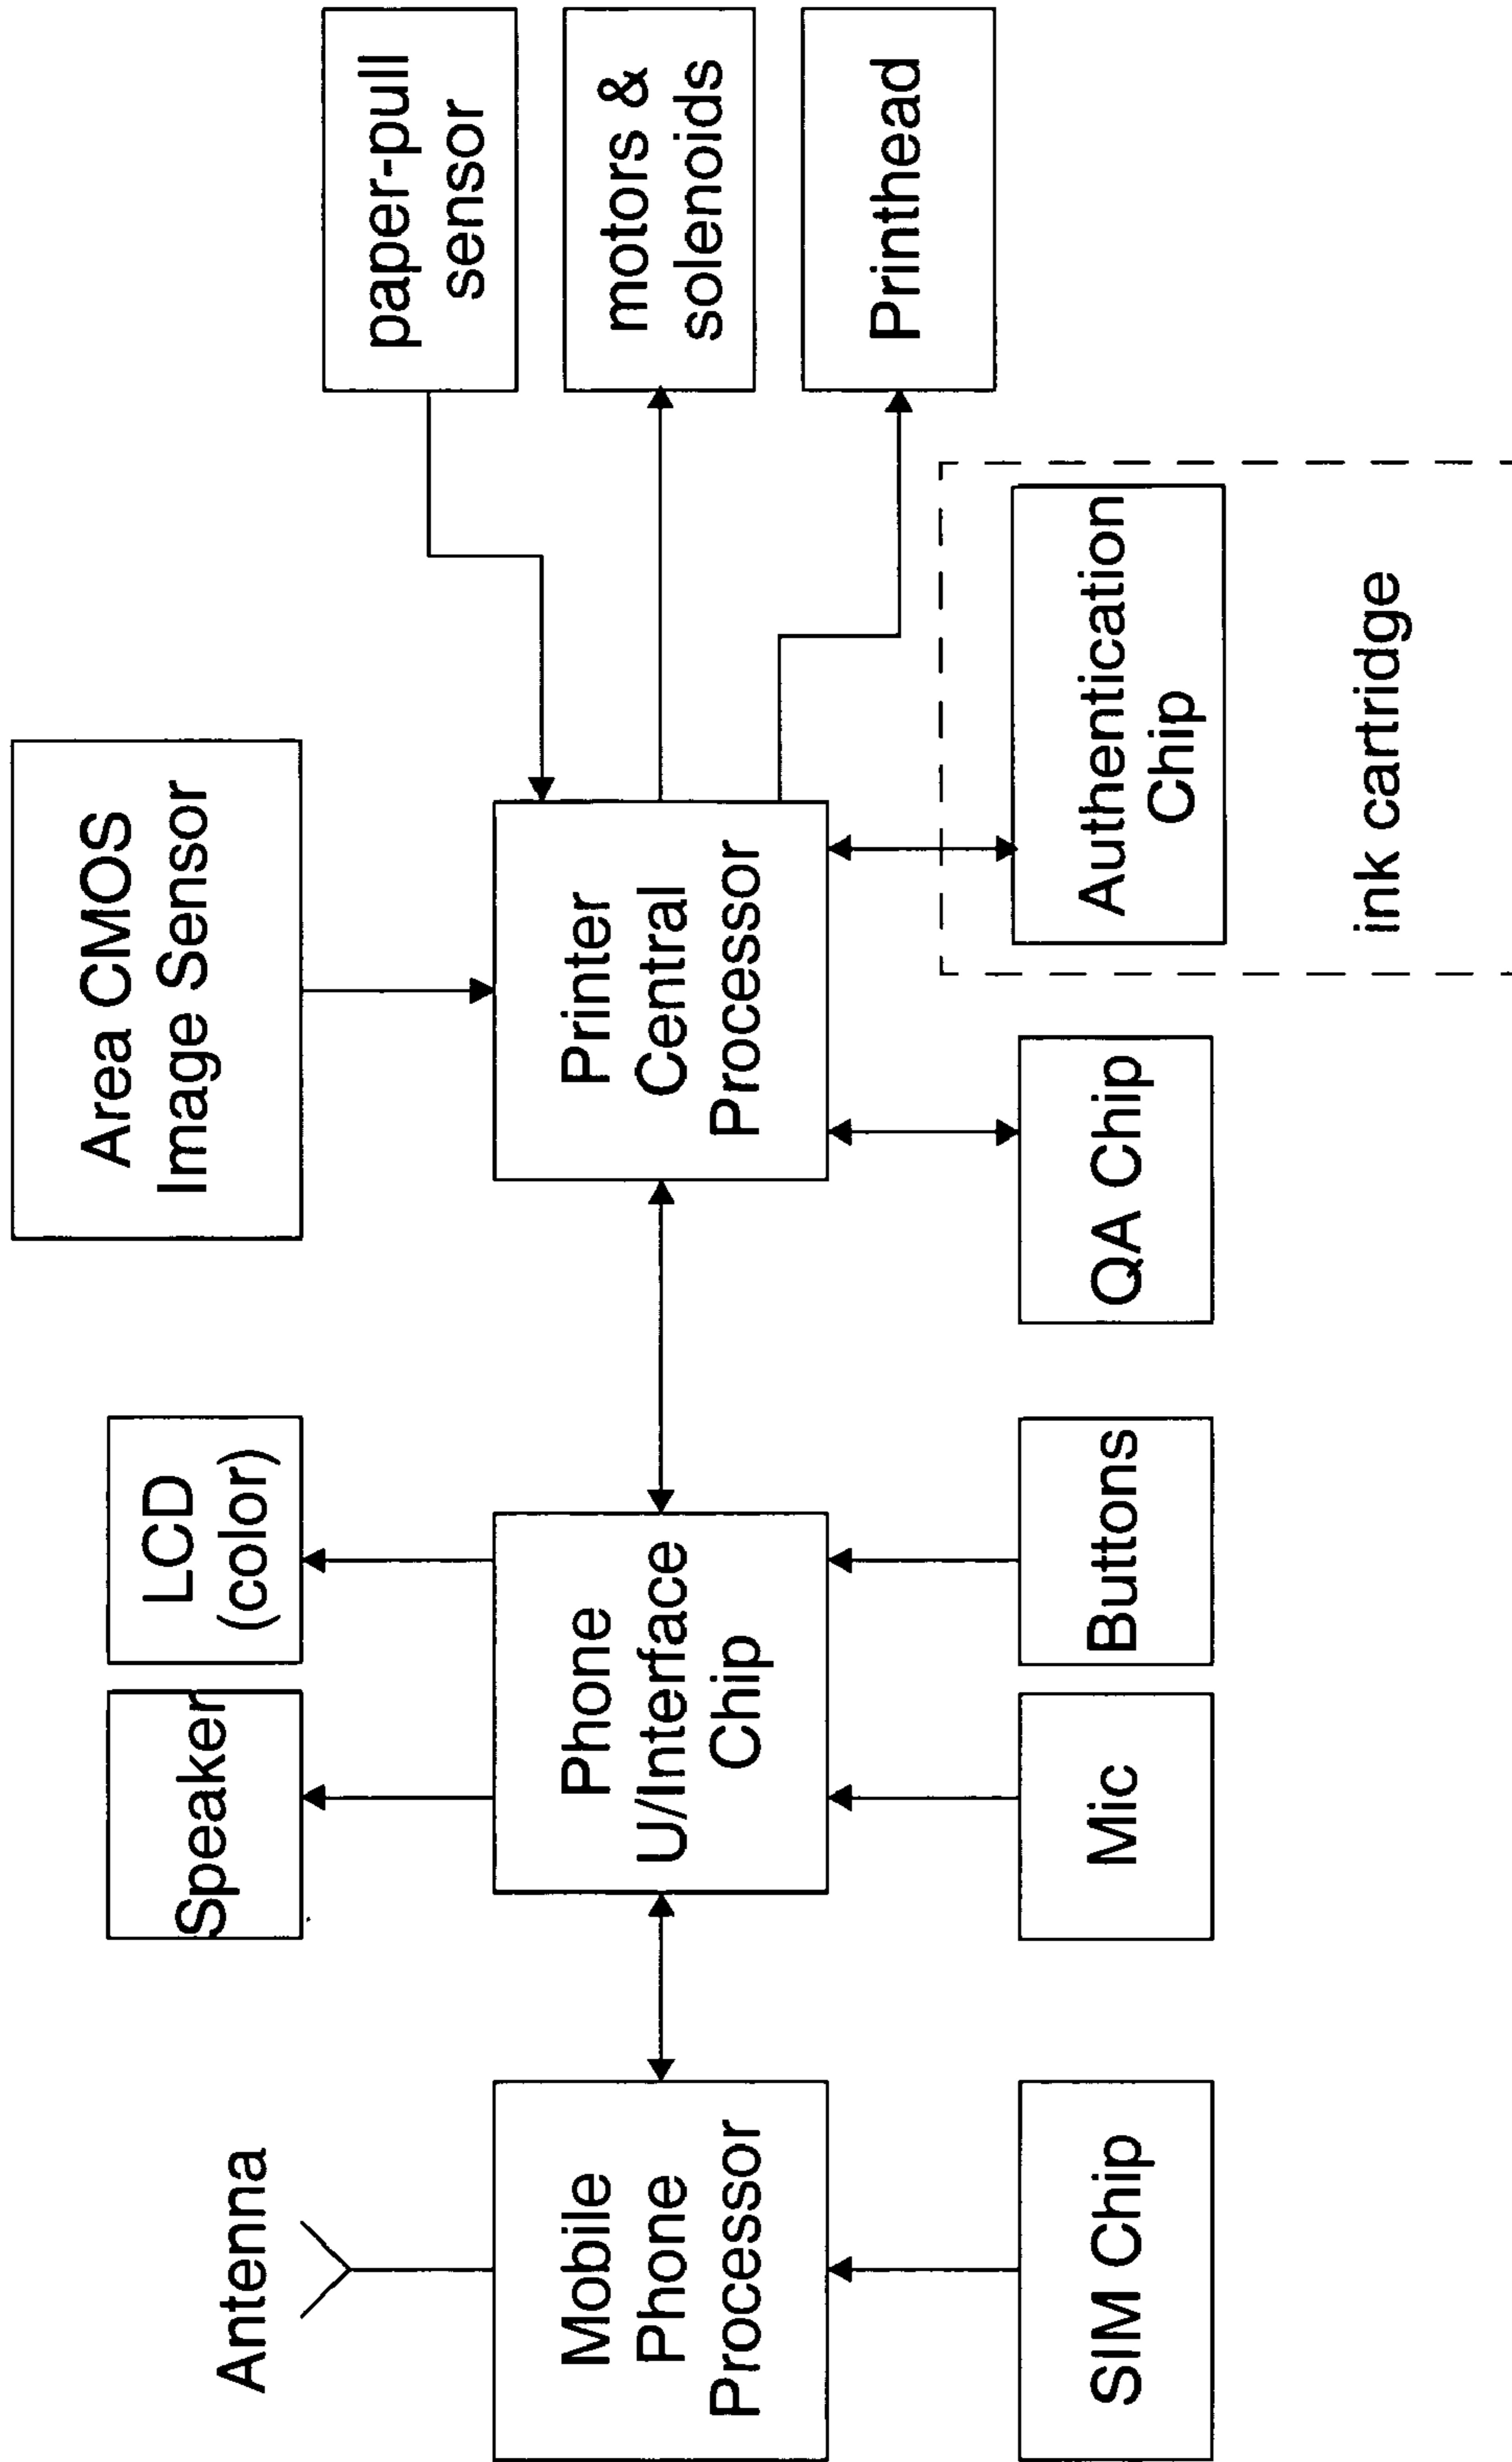 Antenna
Mobile
Phone
Processor
SIM Chip
Speaker
LCD
(color)
Phone
U/Interface
Chip
Mic
Buttons
Area CMOS
Image Sensor
Printer
Central
Processor
QA Chip
Authentication
Chip
ink cartridge
paper-pull
sensor
motors &
solenoids
Printhead